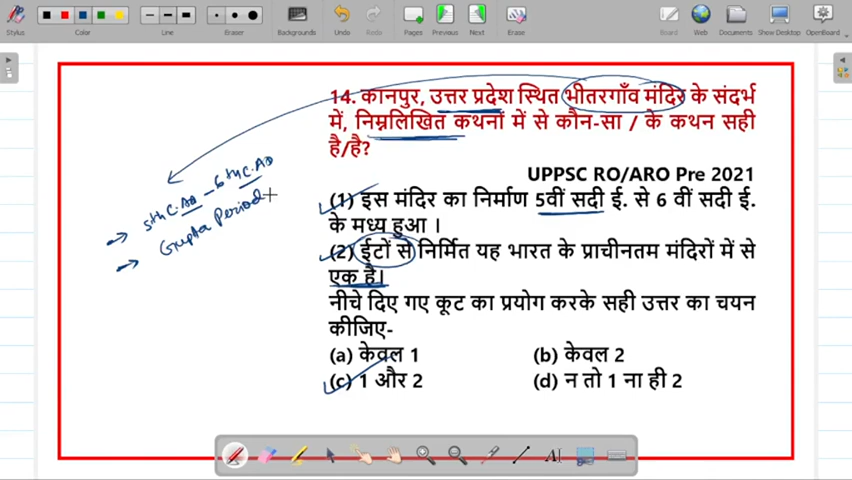 Color
Line
Eraser
Backgrounds
Undo
Redo
Pages
Previous
Next
Erase
Board
Web
Documents
Show Desktop
OpenBoard
14. कानपुर, उत्तर प्रदेश स्थित भीतरगाँव मंदिर के संदर्भ
में, निम्नलिखित कथनों में से कौन-सा / के कथन सही
है/है?
UPPSC RO/ARO Pre 2021
(1) इस मंदिर का निर्माण 5वीं सदी ई. से 6 वीं सदी ई.
के मध्य हुआ ।
(2) ईटों से निर्मित यह भारत के प्राचीनतम मंदिरों में से
एक है।
नीचे दिए गए कूट का प्रयोग करके सही उत्तर का चयन
कीजिए-
(a) केवल 1 (b) केवल 2
(c) 1 और 2 (d) न तो 1 ना ही 2
→ 5th C.AD - 6th C.AD
→ Gupta Period